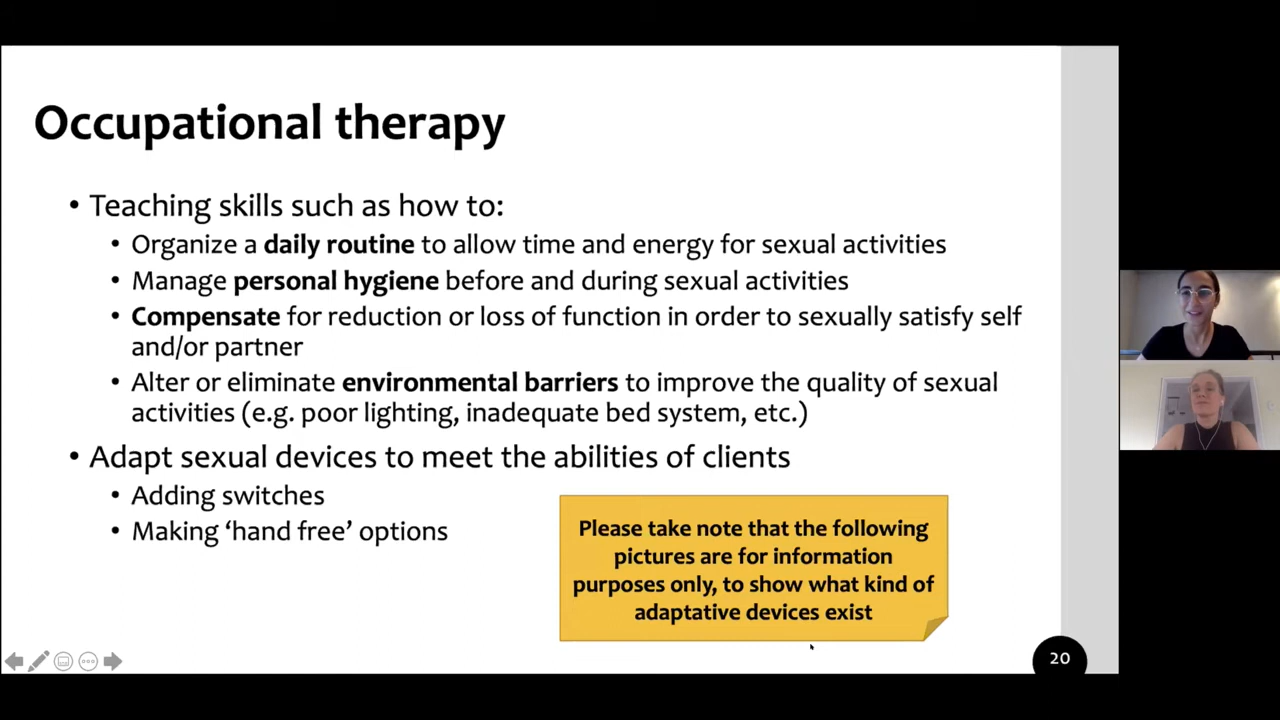 Occupational therapy
• Teaching skills such as how to:
• Organize a daily routine to allow time and energy for sexual activities
• Manage personal hygiene before and during sexual activities
• Compensate for reduction or loss of function in order to sexually satisfy self
and/or partner
• Alter or eliminate environmental barriers to improve the quality of sexual
activities (e.g. poor lighting, inadequate bed system, etc.)
• Adapt sexual devices to meet the abilities of clients
• Adding switches
• Making ‘hand free’ options
Please take note that the following
pictures are for information
purposes only, to show what kind of
adaptative devices exist
20